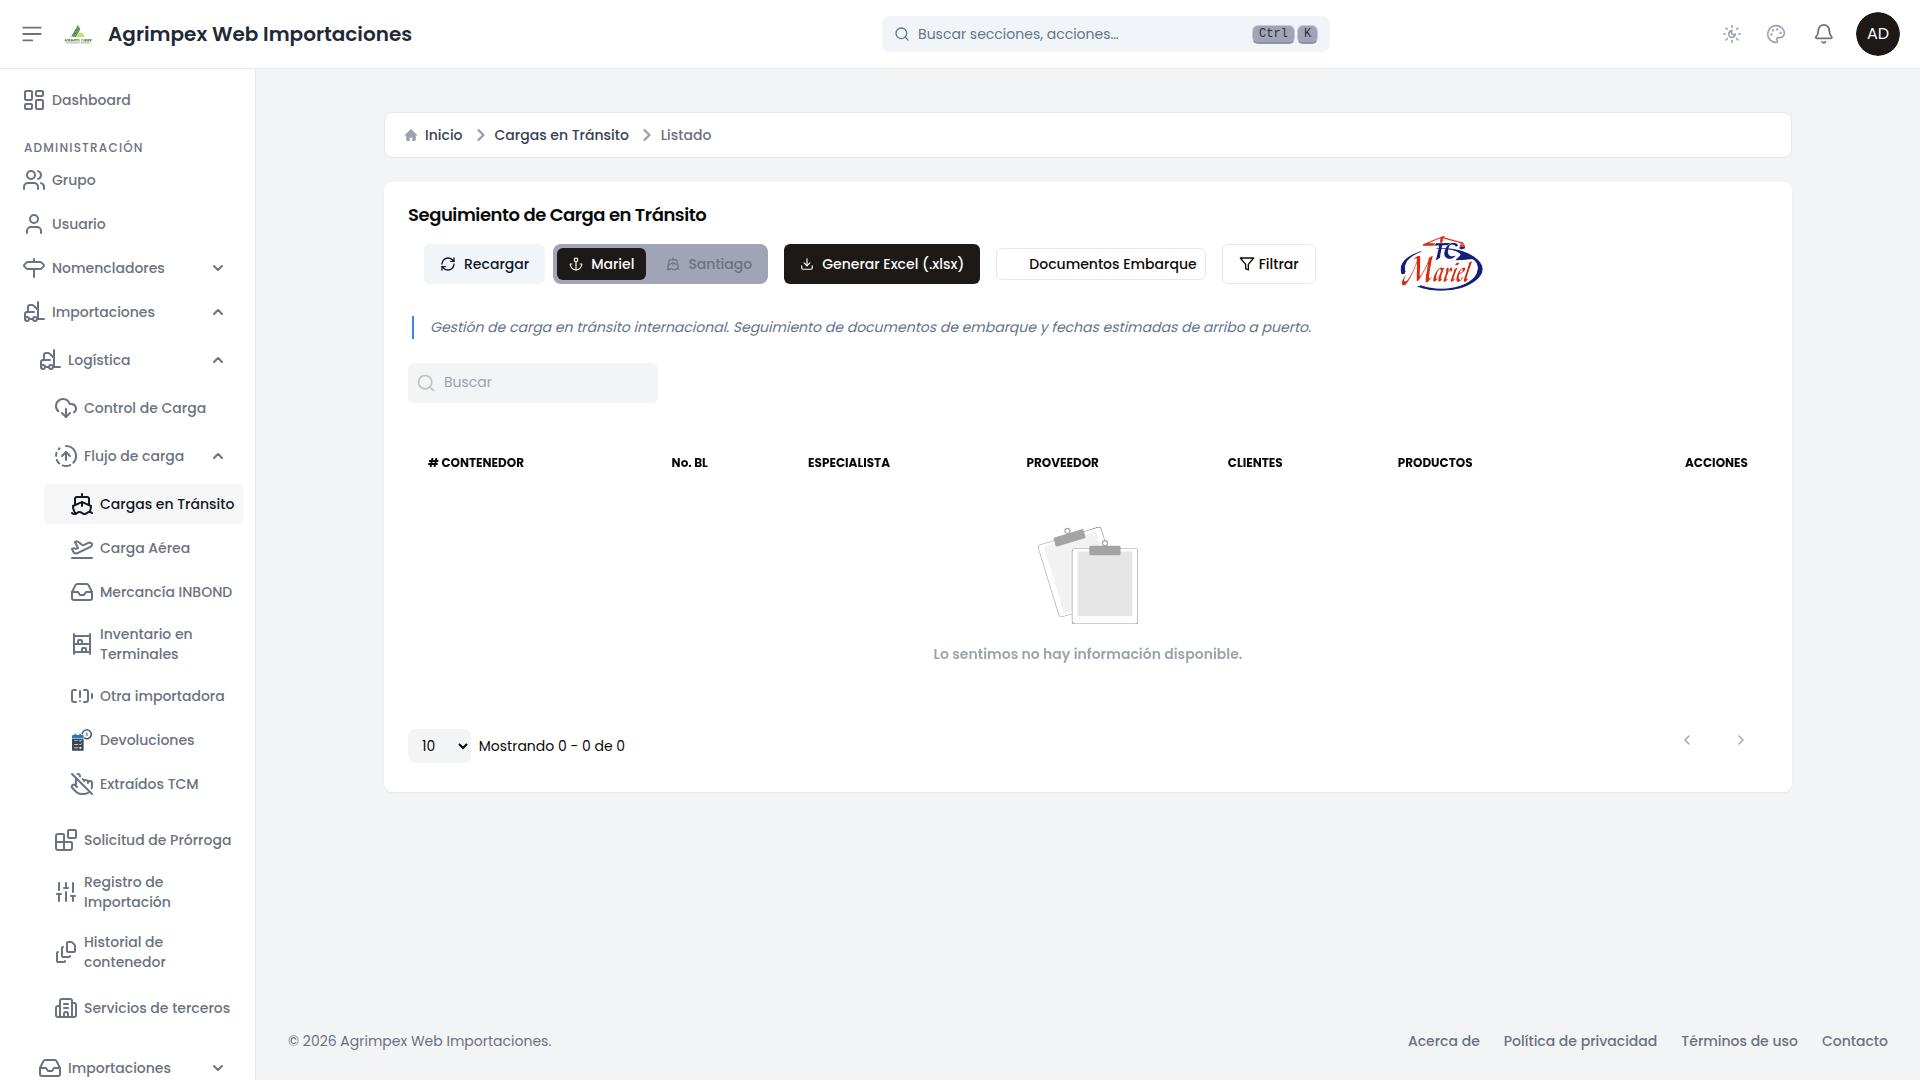 Agrimpex Web Importaciones
Buscar secciones, acciones...
Ctrl K
AD
Dashboard
ADMINISTRACIÓN
Grupo
Usuario
Nomencladores
Importaciones
Logística
Control de Carga
Flujo de carga
Cargas en Tránsito
Carga Aérea
Mercancía INBOND
Inventario en
Terminales
Otra importadora
Devoluciones
Extraídos TCM
Solicitud de Prórroga
Registro de
Importación
Historial de
contenedor
Servicios de terceros
Importaciones
Inicio > Cargas en Tránsito > Listado
Seguimiento de Carga en Tránsito
Recargar
Mariel
Santiago
Generar Excel (.xlsx)
Documentos Embarque
Filtrar
TC
Mariel
Gestión de carga en tránsito internacional. Seguimiento de documentos de embarque y fechas estimadas de arribo a puerto.
Buscar
# CONTENEDOR No. BL ESPECIALISTA PROVEEDOR CLIENTES PRODUCTOS ACCIONES
Lo sentimos no hay información disponible.
10 Mostrando 0 - 0 de 0
© 2026 Agrimpex Web Importaciones.
Acerca de Política de privacidad Términos de uso Contacto